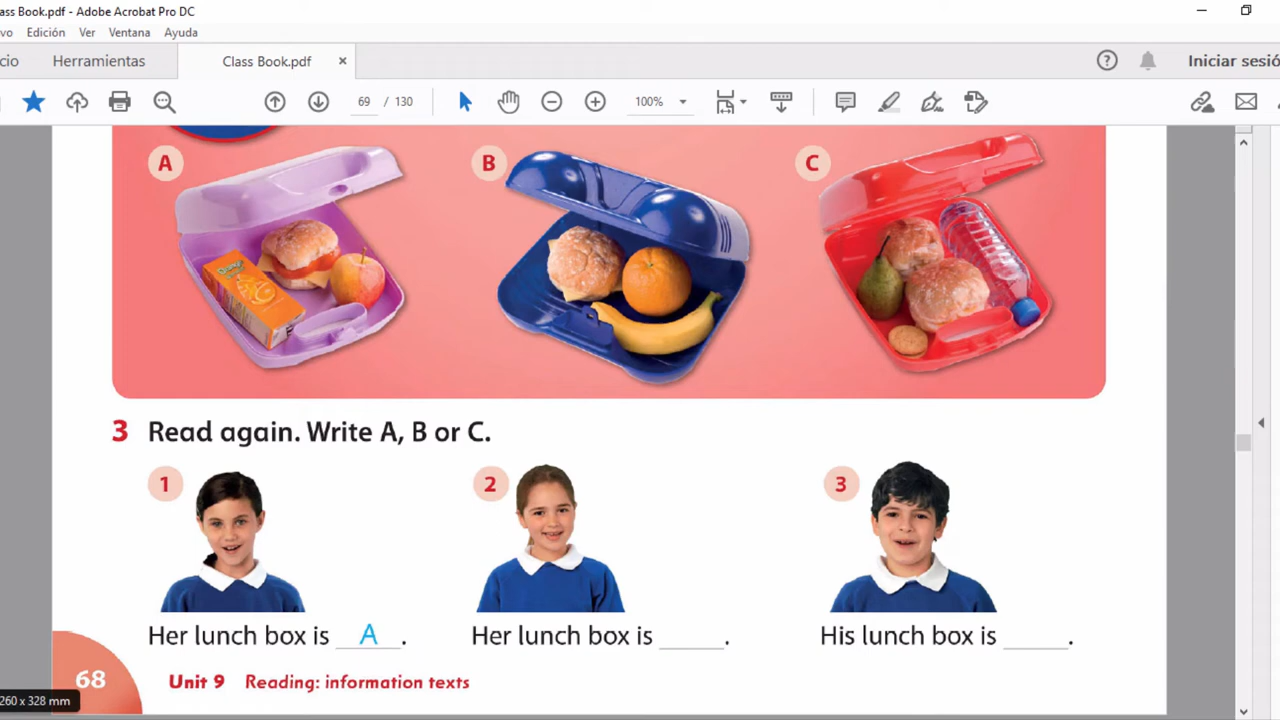 lass Book.pdf - Adobe Acrobat Pro DC
vo Edición Ver Ventana Ayuda
cio Herramientas Class Book.pdf × Iniciar sesió
69 / 130 100%
A B C
3 Read again. Write A, B or C.
1 2 3
Her lunch box is A . Her lunch box is ____. His lunch box is ____.
68 Unit 9 Reading: information texts
260 x 328 mm